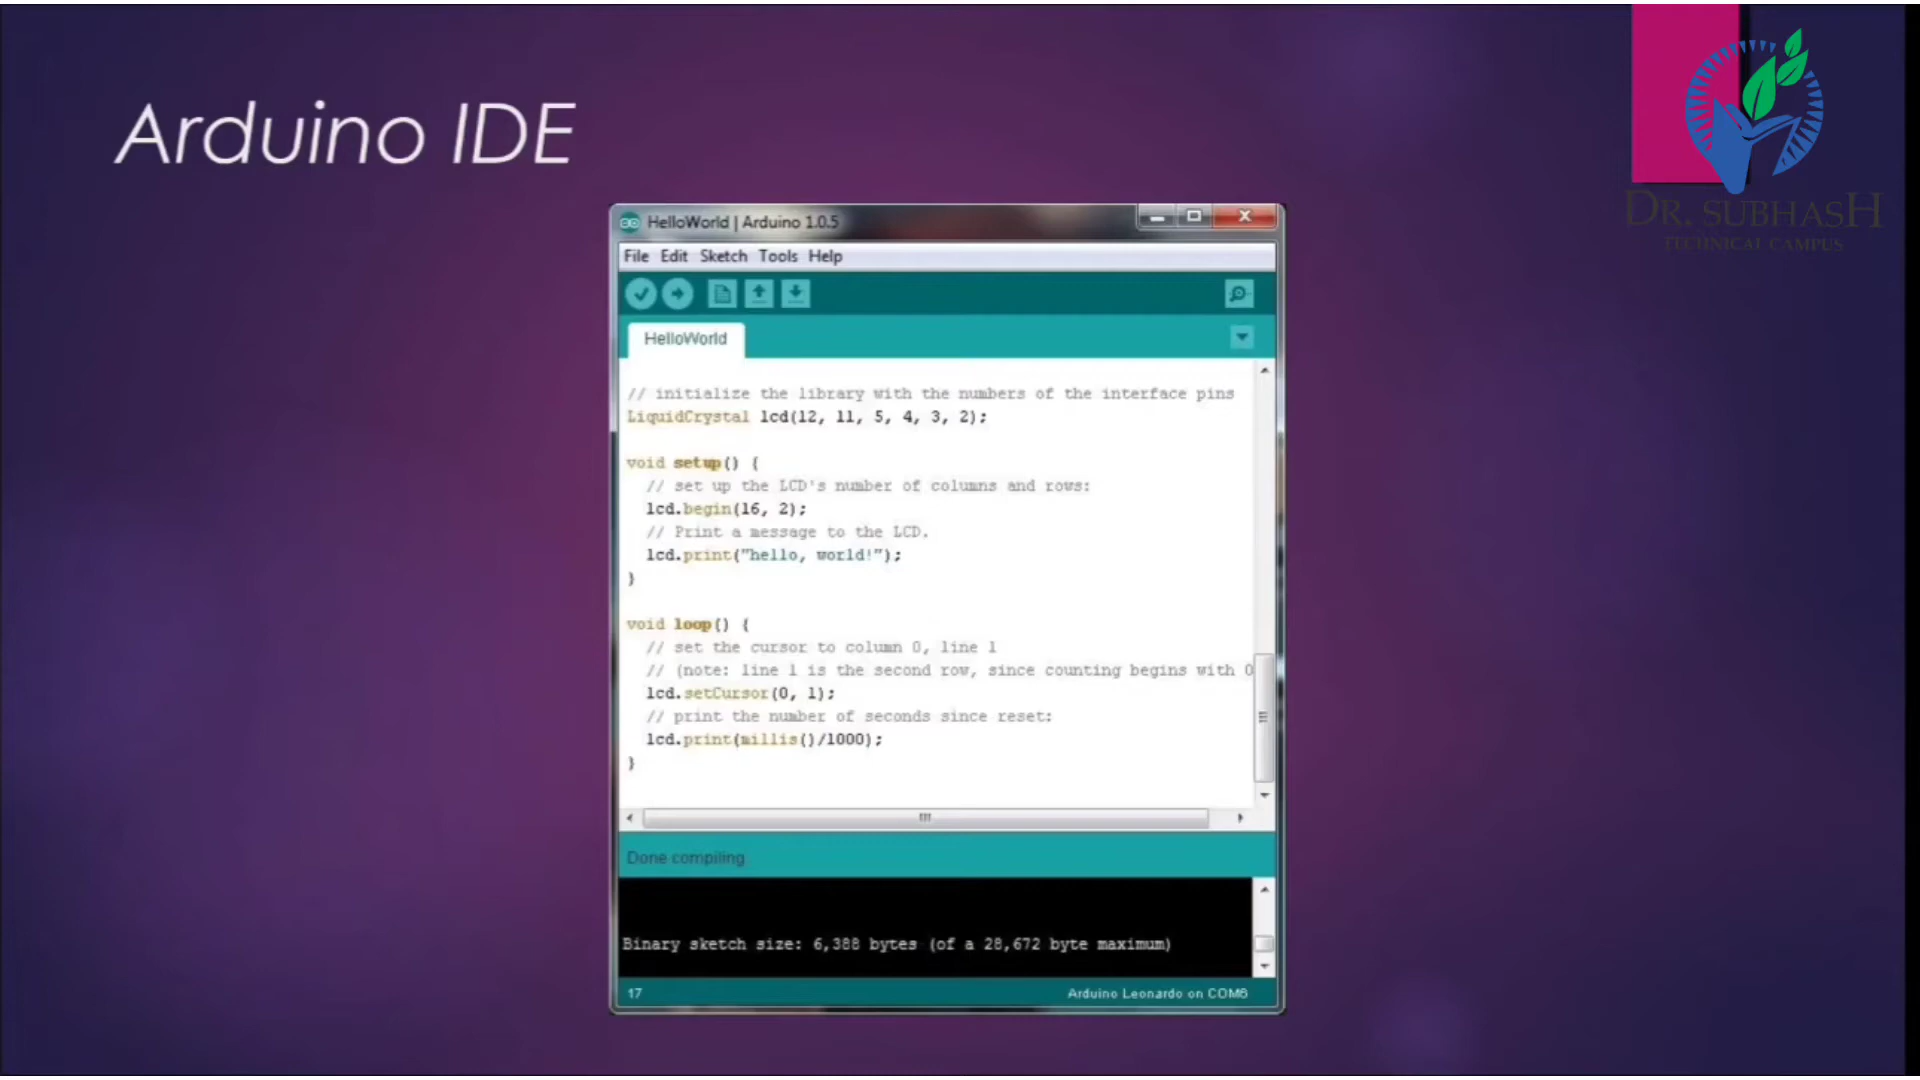 Arduino IDE
DR. SUBHASH
TECHNICAL CAMPUS
HelloWorld | Arduino 1.0.5
File Edit Sketch Tools Help
HelloWorld
// initialize the library with the numbers of the interface pins
LiquidCrystal lcd(12, 11, 5, 4, 3, 2);
void setup() {
// set up the LCD's number of columns and rows:
lcd.begin(16, 2);
// Print a message to the LCD.
lcd.print("hello, world!");
}
void loop() {
// set the cursor to column 0, line 1
// (note: line 1 is the second row, since counting begins with 0
lcd.setCursor(0, 1);
// print the number of seconds since reset:
lcd.print(millis()/1000);
}
Done compiling.
Binary sketch size: 6,388 bytes (of a 28,672 byte maximum)
17
Arduino Leonardo on COM6